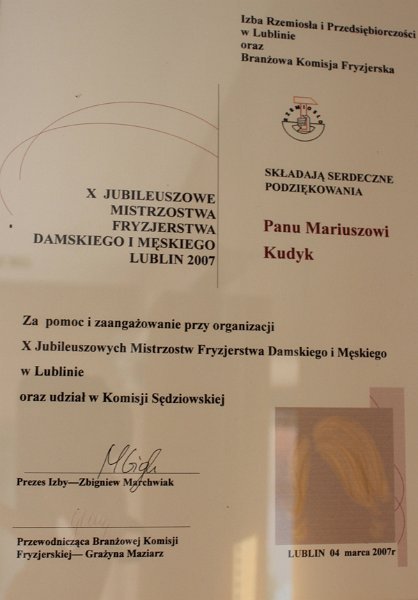 Izba Rzemiosła i Przedsiębiorczości
w Lublinie
oraz
Branżowa Komisja Fryzjerska
RZEMIOSŁO
SKŁADAJĄ SERDECZNE
PODZIĘKOWANIA
Panu Mariuszowi
Kudyk
X JUBILEUSZOWE
MISTRZOSTWA
FRYZJERSTWA
DAMSKIEGO I MĘSKIEGO
LUBLIN 2007
Za pomoc i zaangażowanie przy organizacji
X Jubileuszowych Mistrzostw Fryzjerstwa Damskiego i Męskiego
w Lublinie
oraz udział w Komisji Sędziowskiej
Prezes Izby—Zbigniew Marchwiak
Przewodnicząca Branżowej Komisji
Fryzjerskiej— Grażyna Maziarz
LUBLIN 04 marca 2007r